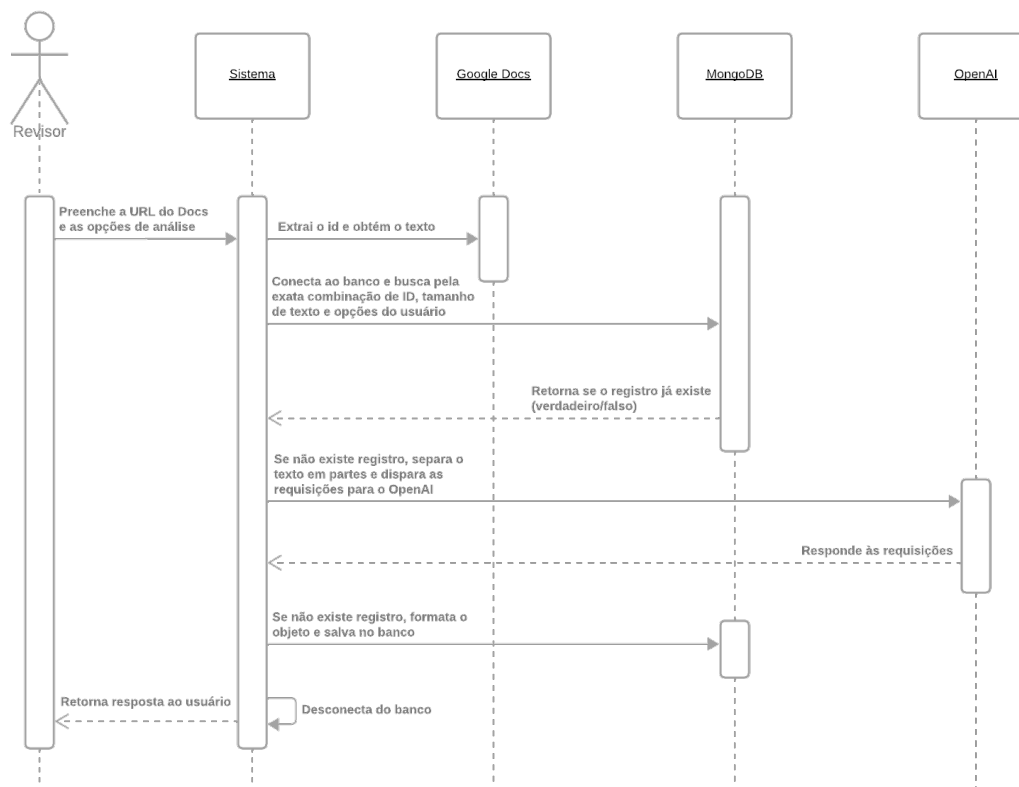 Sistema
Google Docs
MongoDB
OpenAI
Revisor
Preenche a URL do Docs
e as opções de análise
Extrai o id e obtém o texto
Conecta ao banco e busca pela
exata combinação de ID, tamanho
de texto e opções do usuário
Retorna se o registro já existe
(verdadeiro/falso)
Se não existe registro, separa o
texto em partes e dispara as
requisições para o OpenAI
Responde às requisições
Se não existe registro, formata o
objeto e salva no banco
Retorna resposta ao usuário
Desconecta do banco